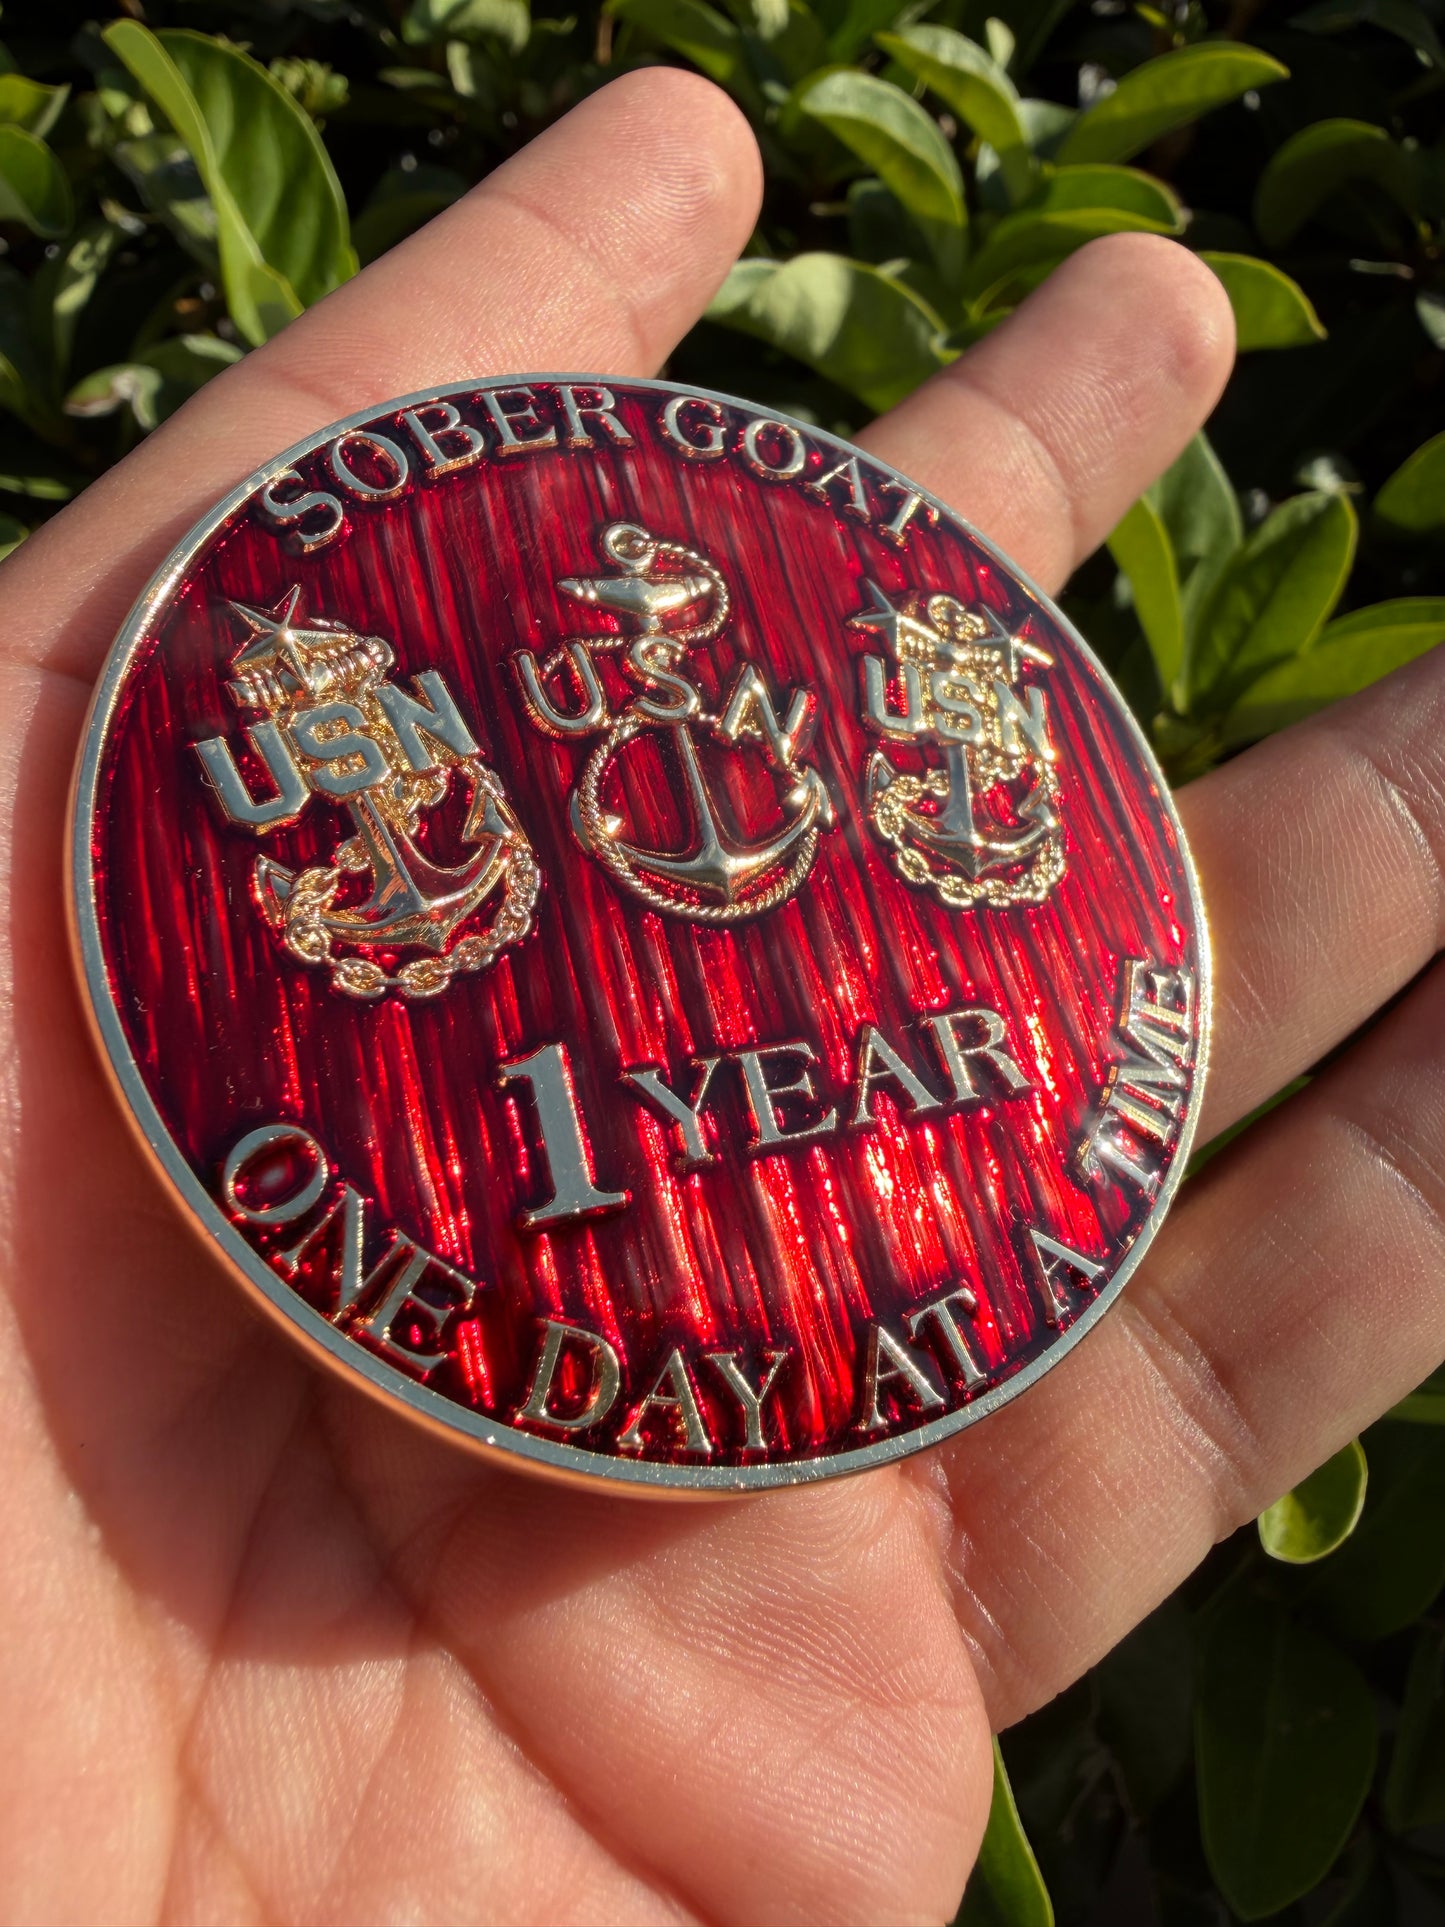 SOBER GOAT
USN
USN
USN
1 YEAR
ONE DAY AT A TIME